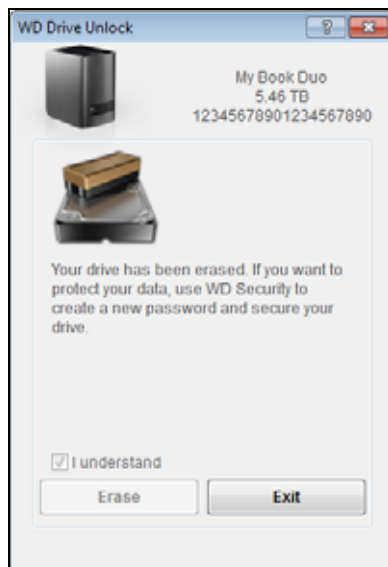 WD Drive Unlock
My Book Duo
5.46 TB
12345678901234567890
Your drive has been erased. If you want to
protect your data, use WD Security to
create a new password and secure your
drive.
I understand
Erase
Exit